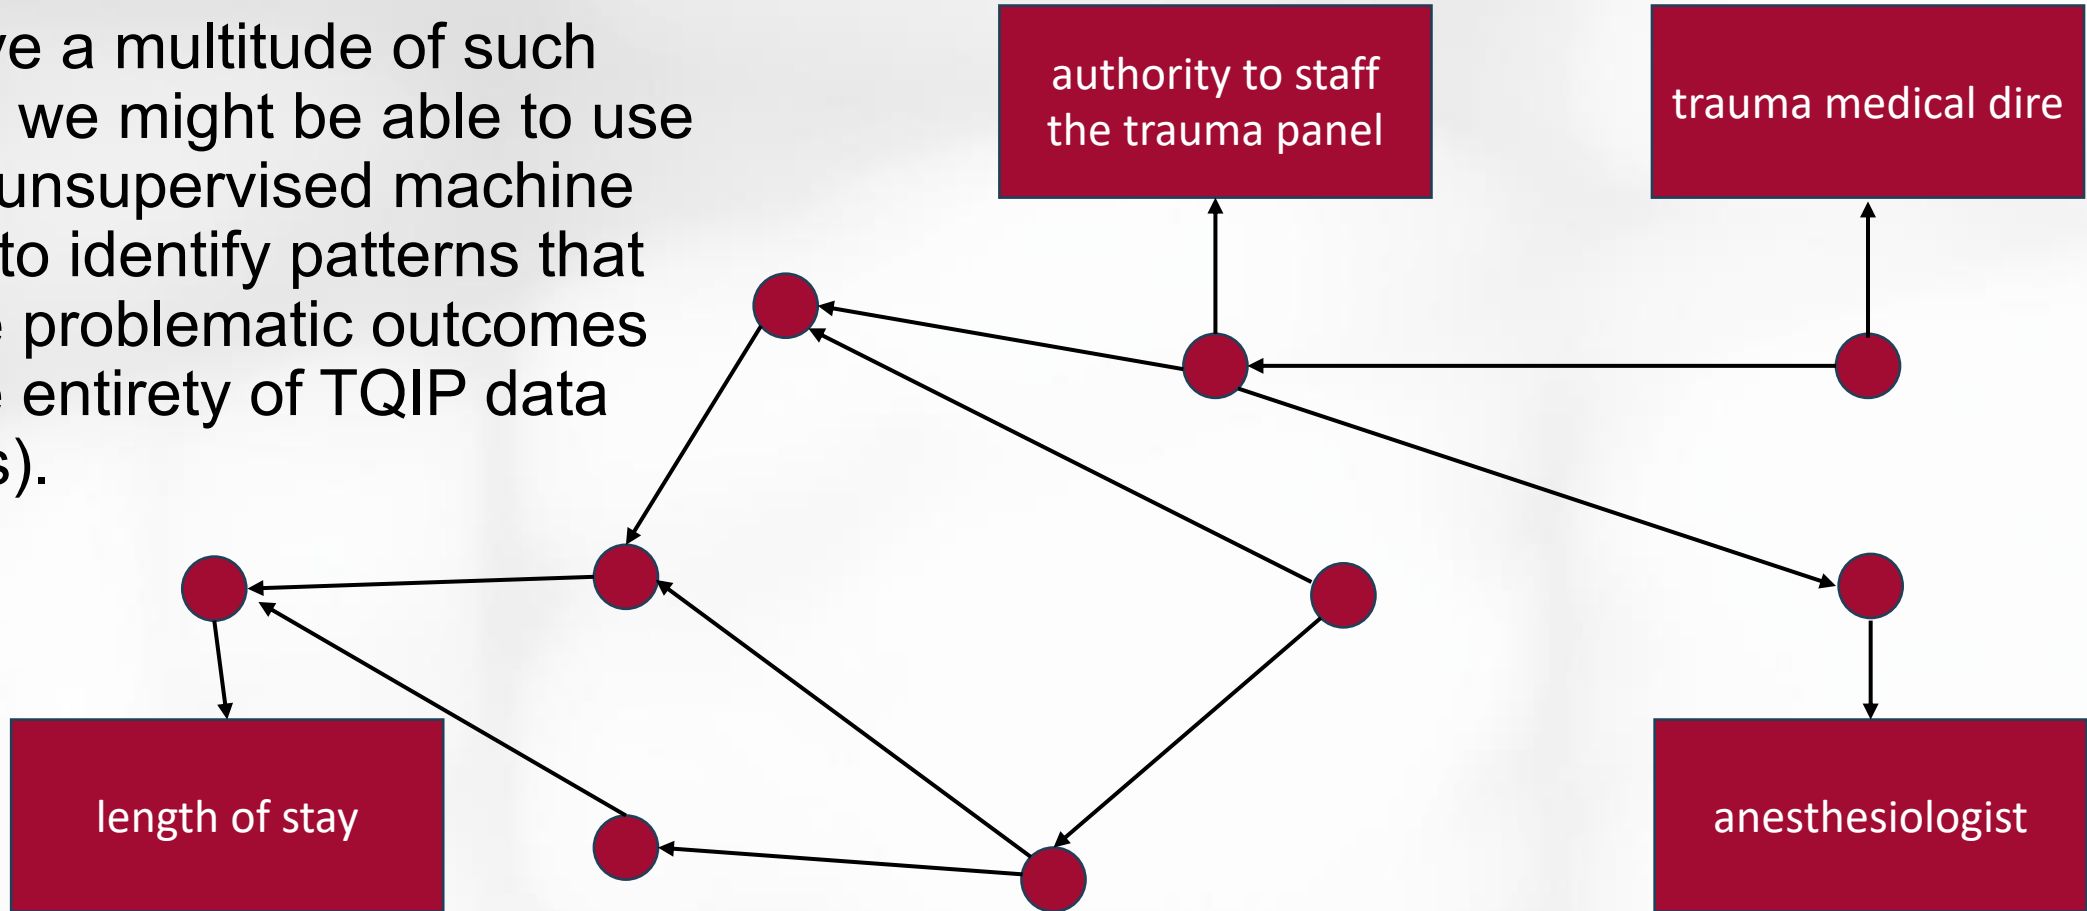 ve a multitude of such
we might be able to use
unsupervised machine
to identify patterns that
e problematic outcomes
e entirety of TQIP data
s).
authority to staff
the trauma panel
trauma medical dire
length of stay
anesthesiologist